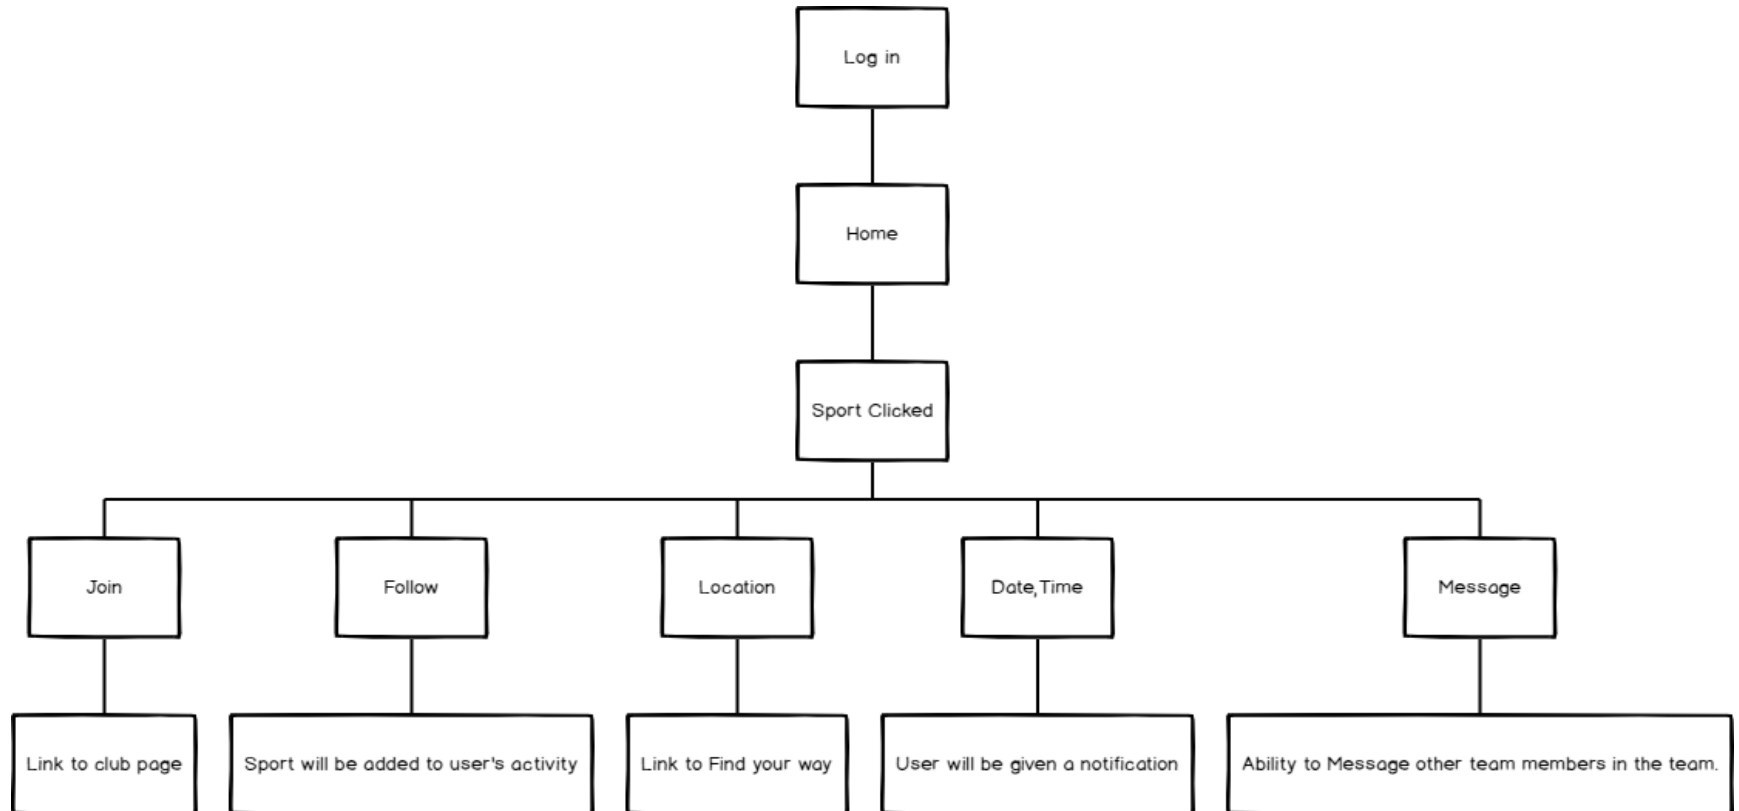 Log in
Home
Sport Clicked
Join
Follow
Location
Date,Time
Message
Link to club page
Sport will be added to user's activity
Link to Find your way
User will be given a notification
Ability to Message other team members in the team.